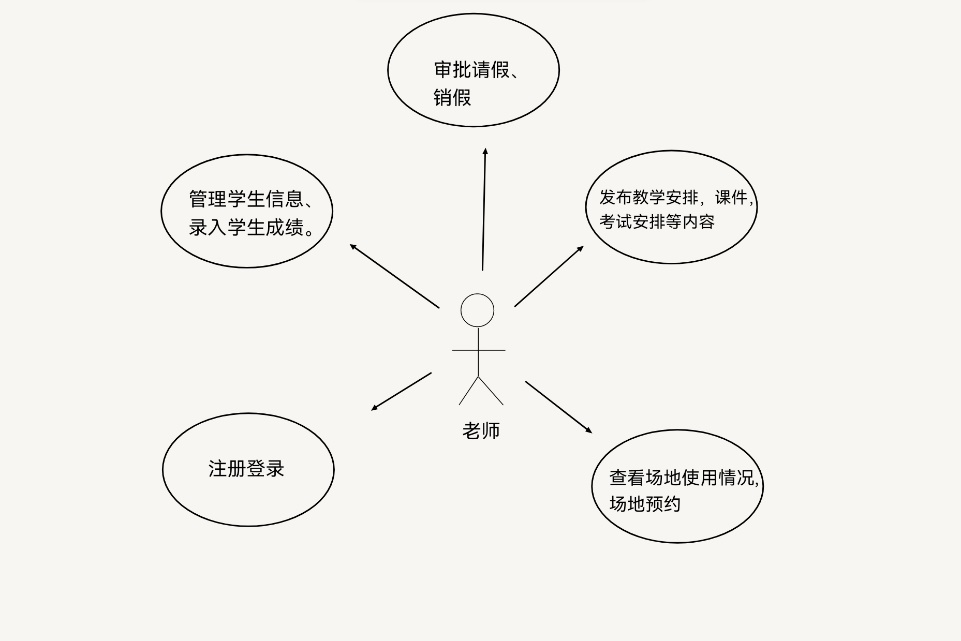 审批请假、
销假
管理学生信息、
录入学生成绩。
发布教学安排，课件，
考试安排等内容
老师
注册登录
查看场地使用情况，
场地预约